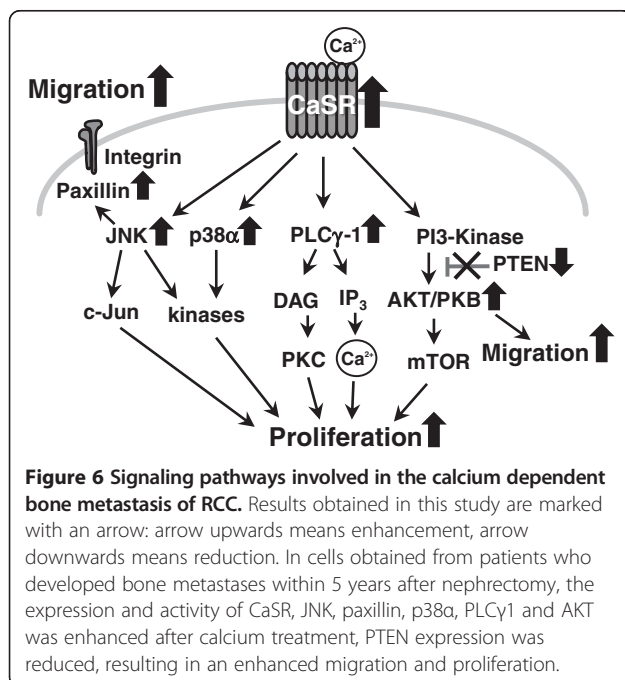 Ca²⁺
CaSR
Migration
Integrin
Paxillin
JNK p38α PLCγ-1 PI3-Kinase
PTEN
c-Jun kinases DAG IP₃ AKT/PKB
PKC Ca²⁺ mTOR Migration
Proliferation
Figure 6 Signaling pathways involved in the calcium dependent
bone metastasis of RCC. Results obtained in this study are marked
with an arrow: arrow upwards means enhancement, arrow
downwards means reduction. In cells obtained from patients who
developed bone metastases within 5 years after nephrectomy, the
expression and activity of CaSR, JNK, paxillin, p38α, PLCγ1 and AKT
was enhanced after calcium treatment, PTEN expression was
reduced, resulting in an enhanced migration and proliferation.